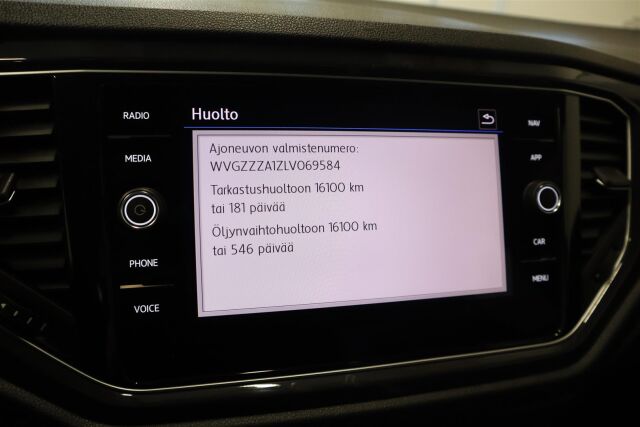 RADIO
MEDIA
PHONE
VOICE
Huolto
Ajoneuvon valmistenumero:
WVGZZZA1ZLV069584
Tarkastushuoltoon 16100 km
tai 181 päivää
Öljynvaihtohuoltoon 16100 km
tai 546 päivää
NAV
APP
CAR
MENU